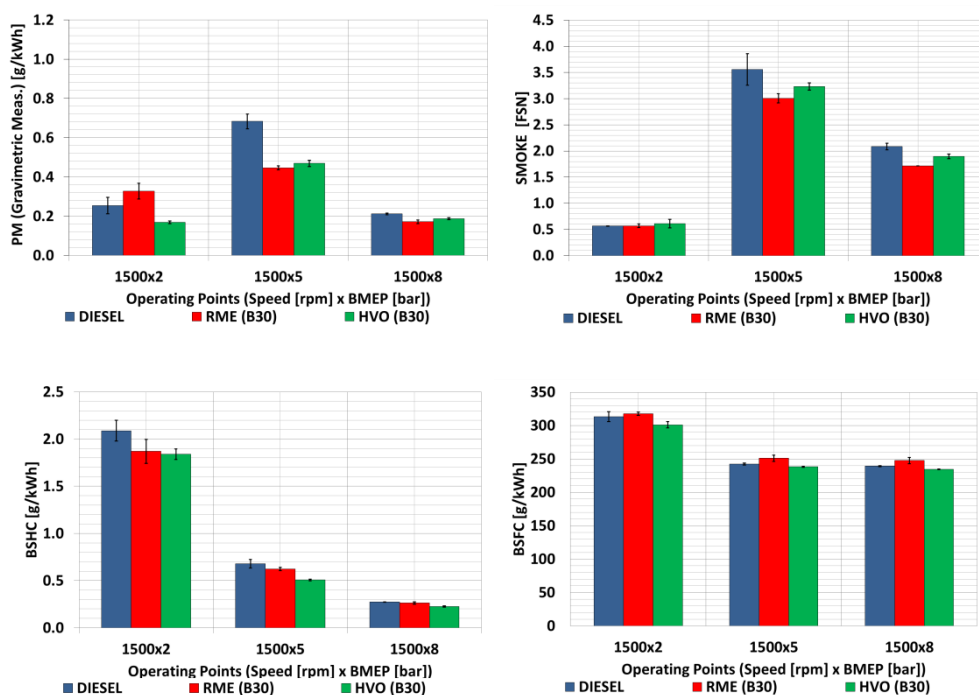 PM (Gravimetric Meas.) [g/kWh]
1.2
1.0
0.8
0.6
0.4
0.2
0.0
1500x2 1500x5 1500x8
Operating Points (Speed [rpm] x BMEP [bar])
DIESEL RME (B30) HVO (B30)
SMOKE [FSN]
4.5
4.0
3.5
3.0
2.5
2.0
1.5
1.0
0.5
0.0
1500x2 1500x5 1500x8
Operating Points (Speed [rpm] x BMEP [bar])
DIESEL RME (B30) HVO (B30)
BSHC [g/kWh]
2.5
2.0
1.5
1.0
0.5
0.0
1500x2 1500x5 1500x8
Operating Points (Speed [rpm] x BMEP [bar])
DIESEL RME (B30) HVO (B30)
BSFC [g/kWh]
350
300
250
200
150
100
50
0
1500x2 1500x5 1500x8
Operating Points (Speed [rpm] x BMEP [bar])
DIESEL RME (B30) HVO (B30)